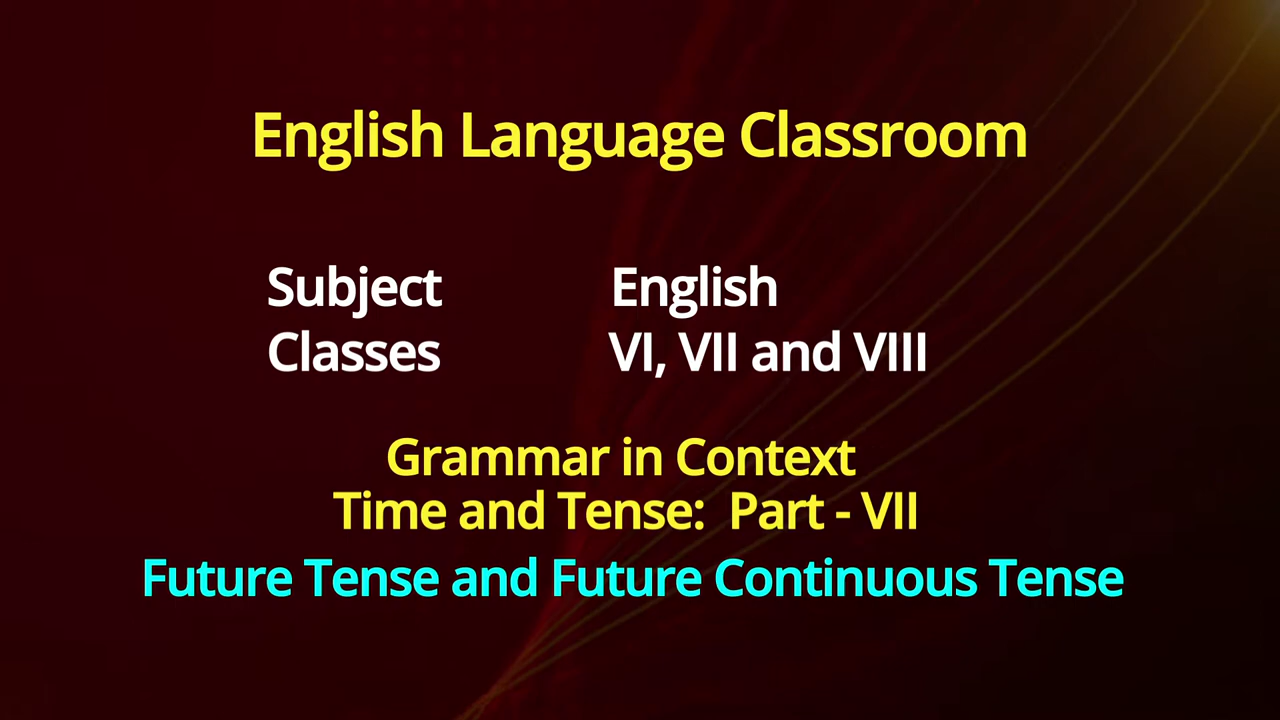 English Language Classroom
Subject English
Classes VI, VII and VIII
Grammar in Context
Time and Tense: Part - VII
Future Tense and Future Continuous Tense